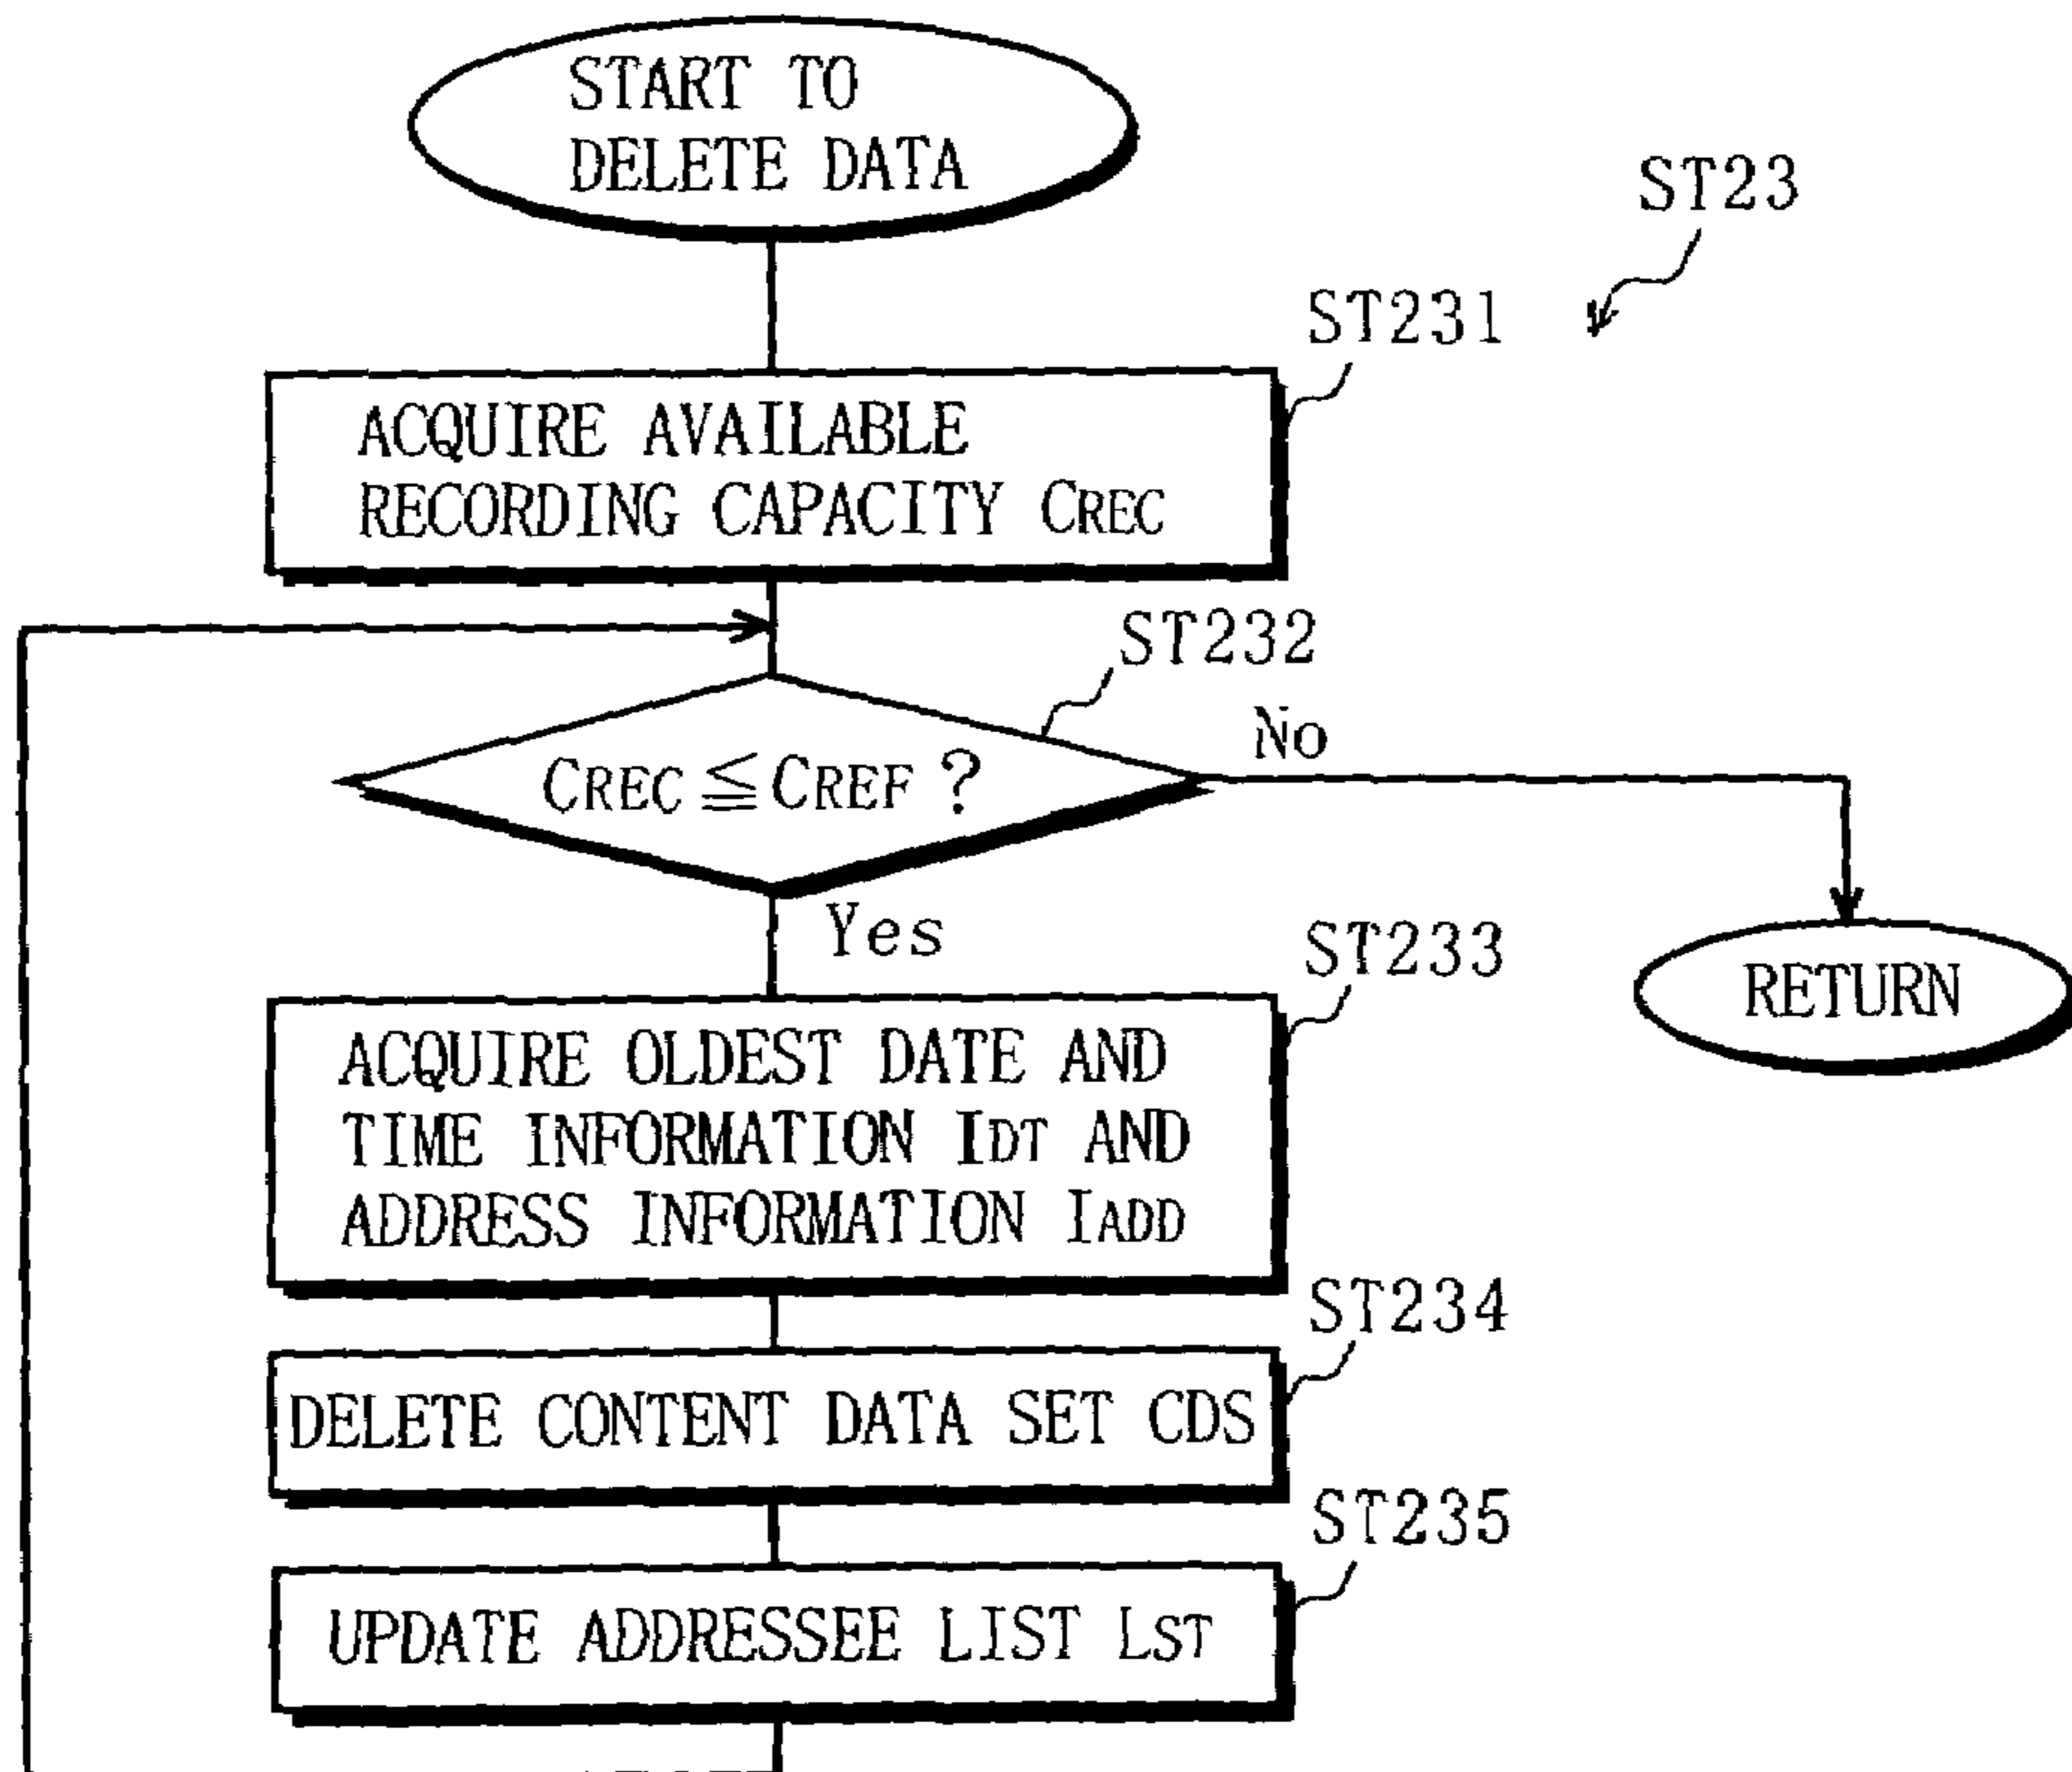 START TO
DELETE DATA
ST23
ST231
ACQUIRE AVAILABLE
RECORDING CAPACITY CREC
ST232
CREC ≦ CREF ?
No
Yes
ST233
RETURN
ACQUIRE OLDEST DATE AND
TIME INFORMATION IDT AND
ADDRESS INFORMATION IADD
ST234
DELETE CONTENT DATA SET CDS
ST235
UPDATE ADDRESSEE LIST LST